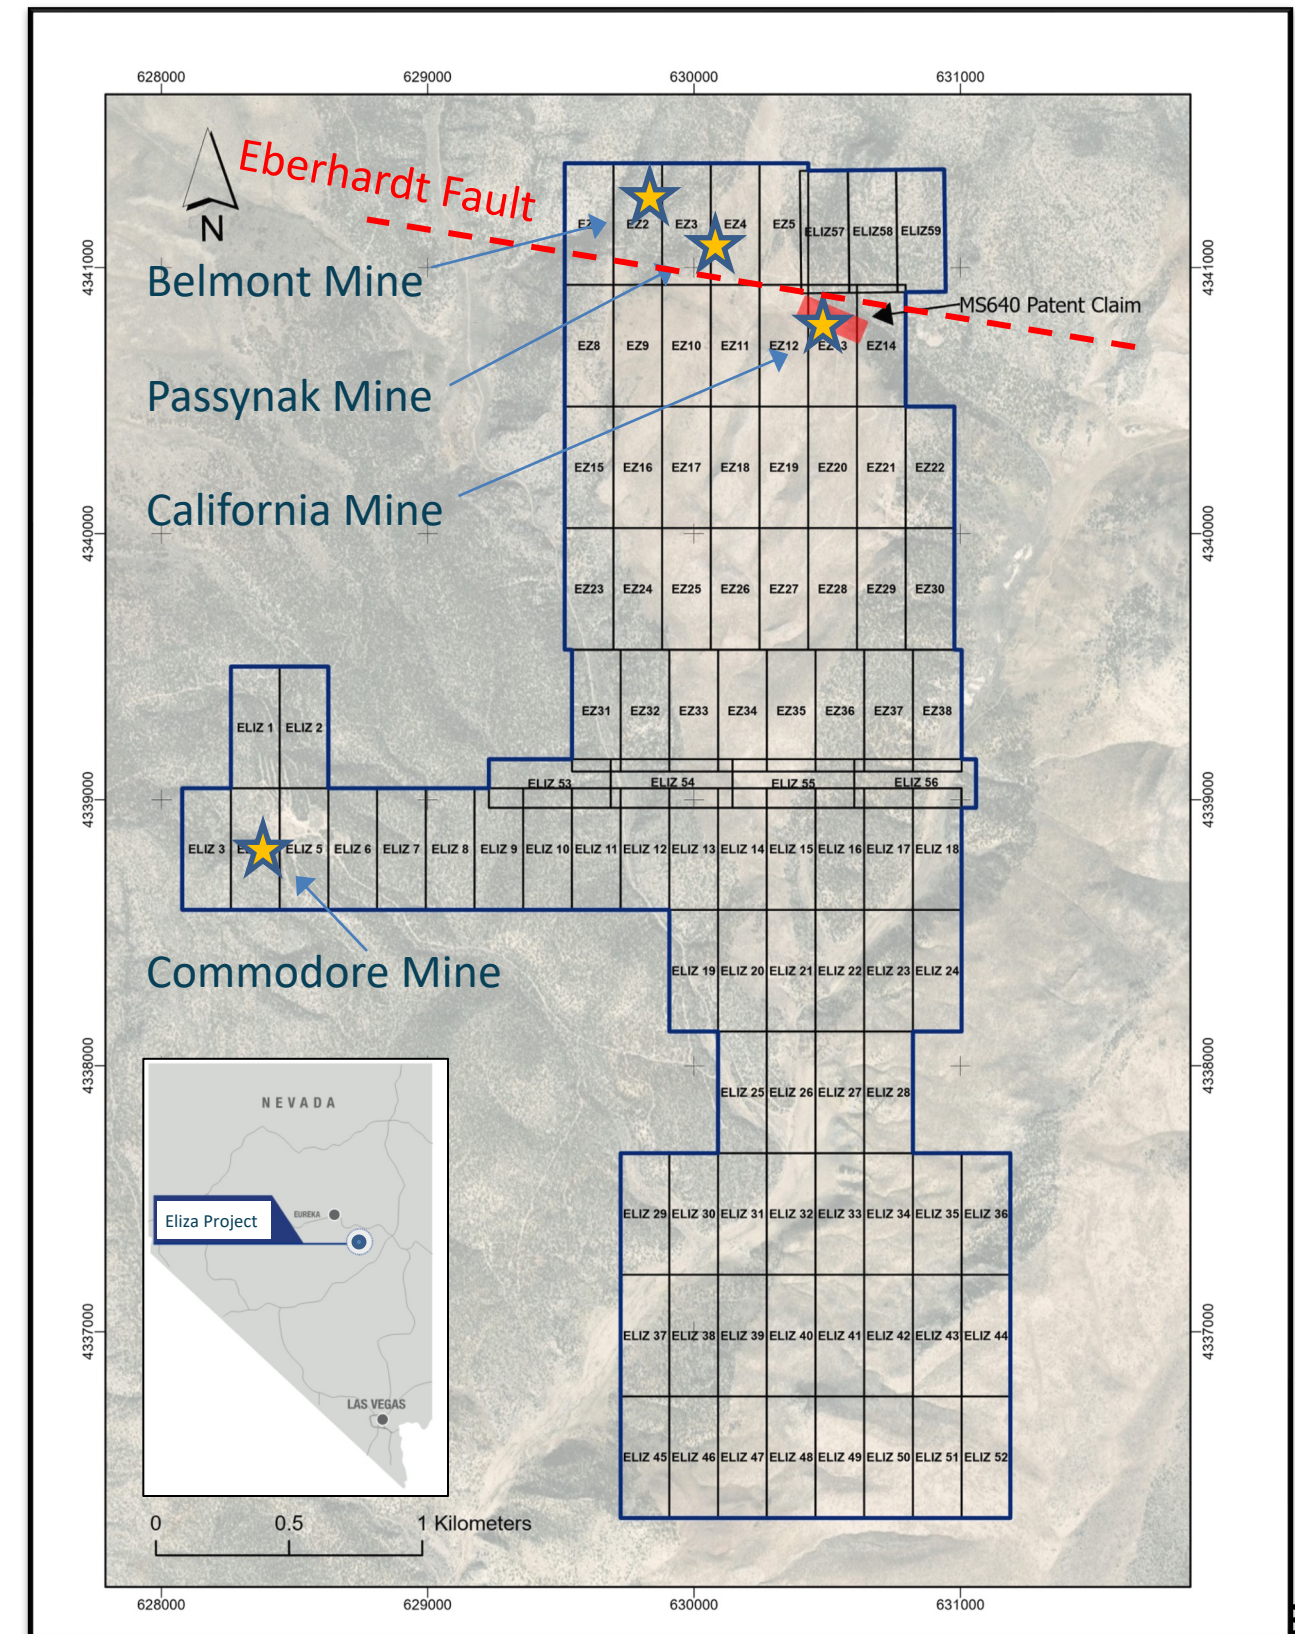 628000 629000 630000 631000
Eberhardt Fault
N
4341000 4341000
Belmont Mine
EZ2 EZ3 EZ4 EZ5 ELIZ57 ELIZ58 ELIZ59
MS640 Patent Claim
EZ8 EZ9 EZ10 EZ11 EZ12 EZ14
Passynak Mine
EZ15 EZ16 EZ17 EZ18 EZ19 EZ20 EZ21 EZ22
California Mine
4340000 4340000
EZ23 EZ24 EZ25 EZ26 EZ27 EZ28 EZ29 EZ30
EZ31 EZ32 EZ33 EZ34 EZ35 EZ36 EZ37 EZ38
ELIZ 1 ELIZ 2
ELIZ 53 ELIZ 54 ELIZ 55 ELIZ 56
4339000 4339000
ELIZ 3 ELIZ 5 ELIZ 6 ELIZ 7 ELIZ 8 ELIZ 9 ELIZ 10 ELIZ 11 ELIZ 12 ELIZ 13 ELIZ 14 ELIZ 15 ELIZ 16 ELIZ 17 ELIZ 18
Commodore Mine
ELIZ 19 ELIZ 20 ELIZ 21 ELIZ 22 ELIZ 23 ELIZ 24
4338000 4338000
ELIZ 25 ELIZ 26 ELIZ 27 ELIZ 28
NEVADA
EUREKA
Eliza Project
LAS VEGAS
ELIZ 29 ELIZ 30 ELIZ 31 ELIZ 32 ELIZ 33 ELIZ 34 ELIZ 35 ELIZ 36
4337000 4337000
ELIZ 37 ELIZ 38 ELIZ 39 ELIZ 40 ELIZ 41 ELIZ 42 ELIZ 43 ELIZ 44
ELIZ 45 ELIZ 46 ELIZ 47 ELIZ 48 ELIZ 49 ELIZ 50 ELIZ 51 ELIZ 52
0 0.5 1 Kilometers
628000 629000 630000 631000